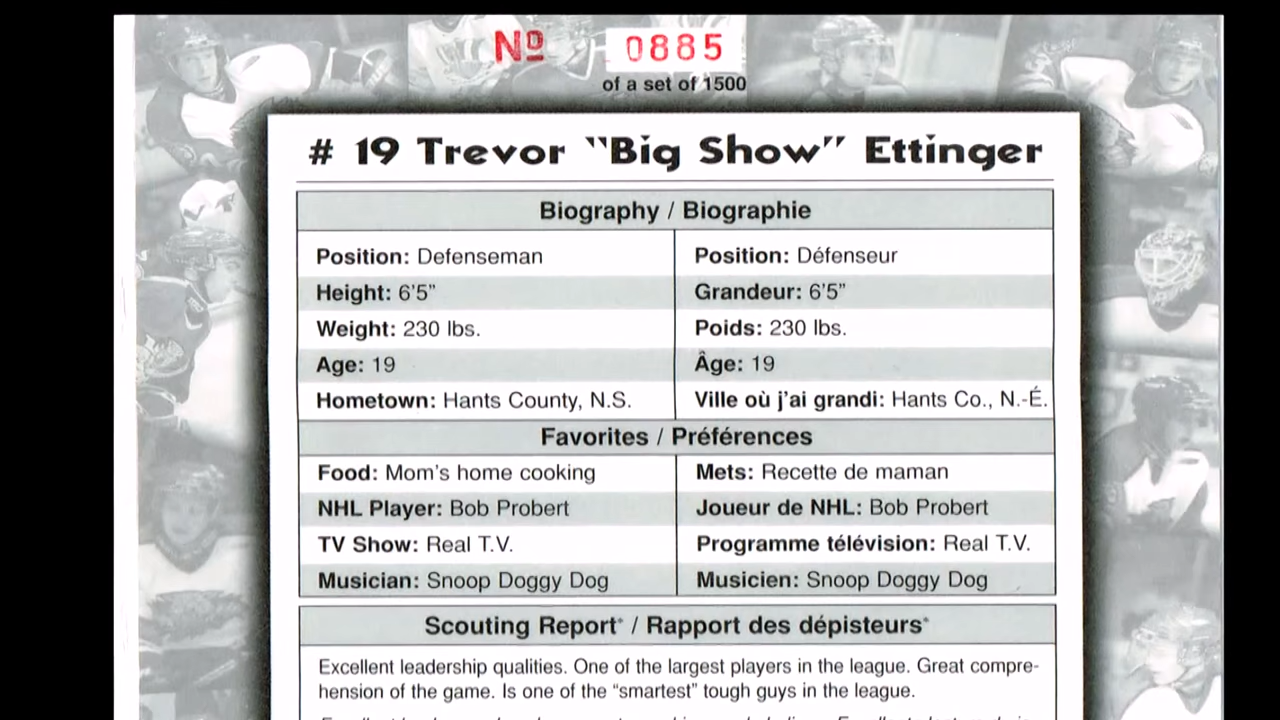 Nº 0885
of a set of 1500
# 19 Trevor "Big Show" Ettinger
Biography / Biographie
Position: Defenseman
Position: Défenseur
Height: 6'5"
Grandeur: 6'5"
Weight: 230 lbs.
Poids: 230 lbs.
Age: 19
Âge: 19
Hometown: Hants County, N.S.
Ville où j'ai grandi: Hants Co., N.-É.
Favorites / Préférences
Food: Mom's home cooking
Mets: Recette de maman
NHL Player: Bob Probert
Joueur de NHL: Bob Probert
TV Show: Real T.V.
Programme télévision: Real T.V.
Musician: Snoop Doggy Dog
Musicien: Snoop Doggy Dog
Scouting Report* / Rapport des dépisteurs*
Excellent leadership qualities. One of the largest players in the league. Great compre-
hension of the game. Is one of the "smartest" tough guys in the league.